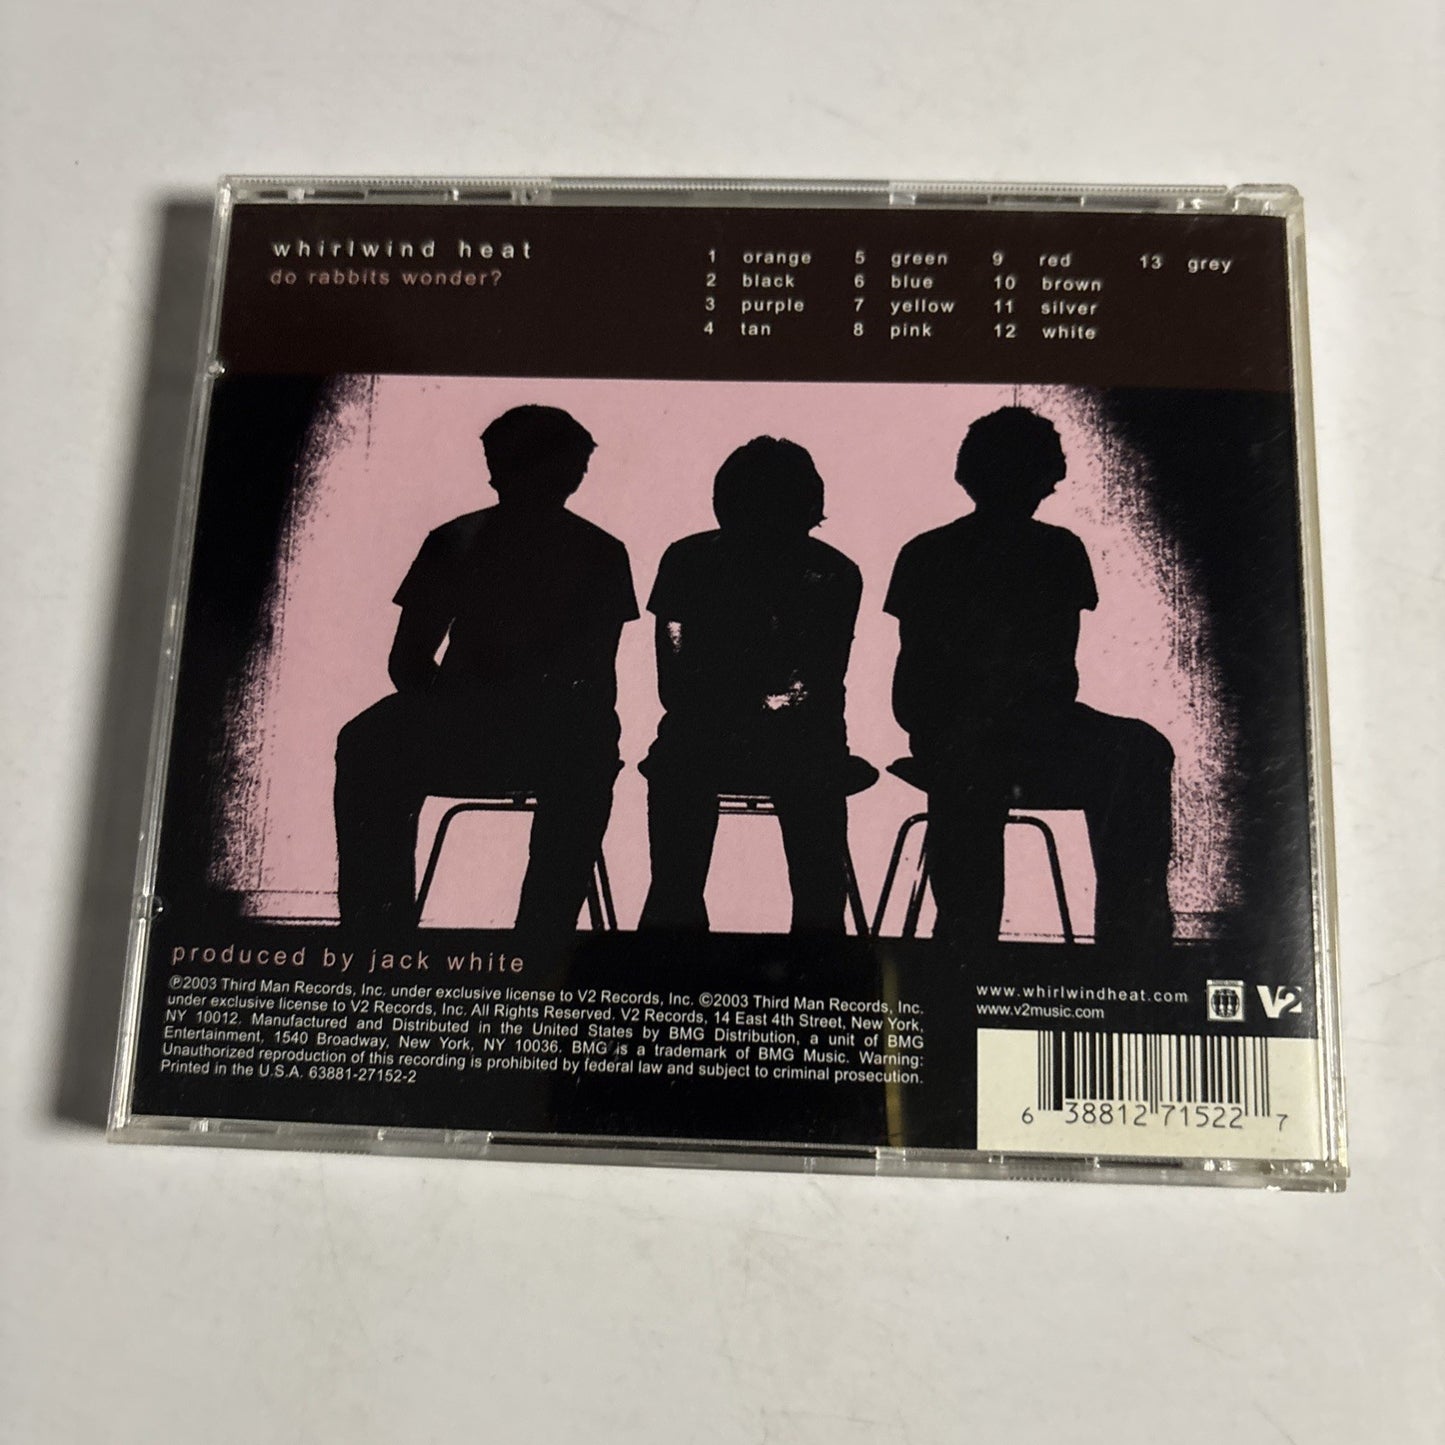 whirlwind heat
do rabbits wonder?
1 orange
2 black
3 purple
4 tan
5 green
6 blue
7 yellow
8 pink
9 red
10 brown
11 silver
12 white
13 grey
produced by jack white
℗2003 Third Man Records, Inc. under exclusive license to V2 Records, Inc. ©2003 Third Man Records, Inc.
under exclusive license to V2 Records, Inc. All Rights Reserved. V2 Records, 14 East 4th Street, New York,
NY 10012. Manufactured and Distributed in the United States by BMG Distribution, a unit of BMG
Entertainment, 1540 Broadway, New York, NY 10036. BMG is a trademark of BMG Music. Warning:
Unauthorized reproduction of this recording is prohibited by federal law and subject to criminal prosecution.
Printed in the U.S.A. 63881-27152-2
www.whirlwindheat.com
www.v2music.com
V2
6 38812 71522 7